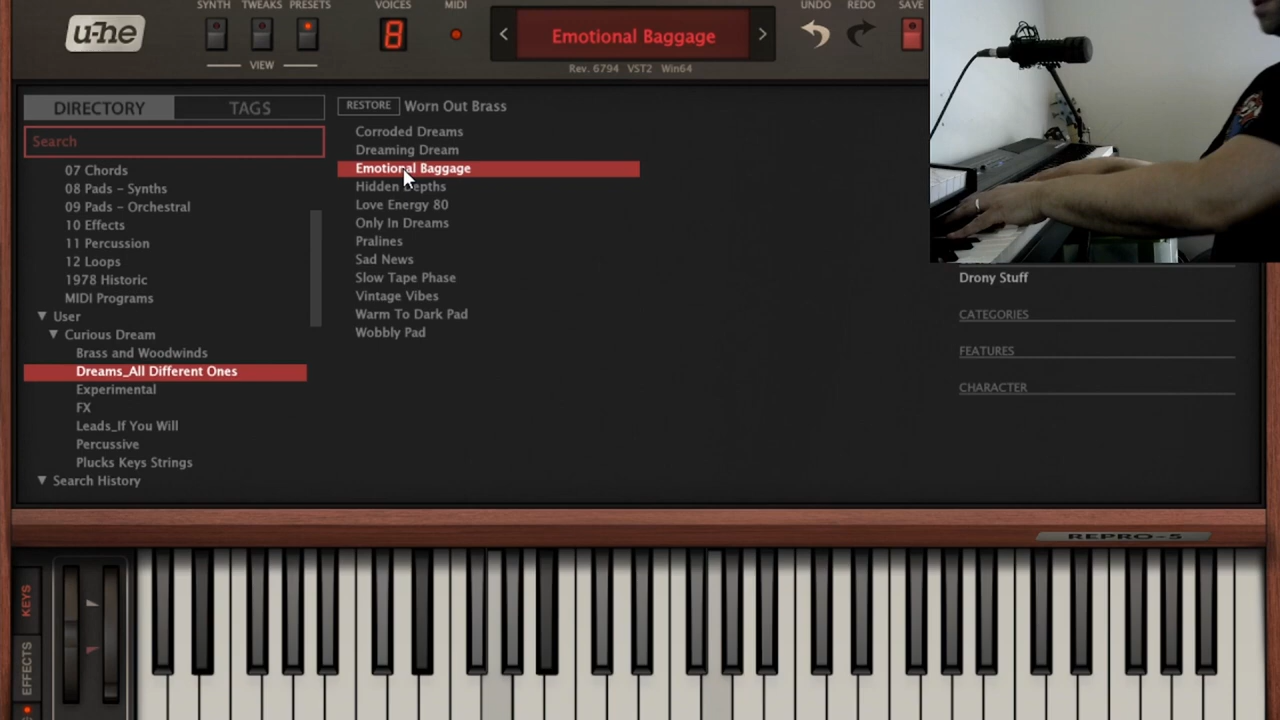 SYNTH TWEAKS PRESETS VOICES MIDI UNDO REDO SAVE
u-he
8
< Emotional Baggage >
VIEW
Rev. 6794 VST2 Win64
DIRECTORY TAGS
RESTORE Worn Out Brass
Search
07 Chords
08 Pads - Synths
09 Pads - Orchestral
10 Effects
11 Percussion
12 Loops
1978 Historic
MIDI Programs
User
Curious Dream
Brass and Woodwinds
Dreams_All Different Ones
Experimental
FX
Leads_If You Will
Percussive
Plucks Keys Strings
Search History
Corroded Dreams
Dreaming Dream
Emotional Baggage
Hidden Depths
Love Energy 80
Only In Dreams
Pralines
Sad News
Slow Tape Phase
Vintage Vibes
Warm To Dark Pad
Wobbly Pad
Drony Stuff
CATEGORIES
FEATURES
CHARACTER
REPRO-5
KEYS
EFFECTS